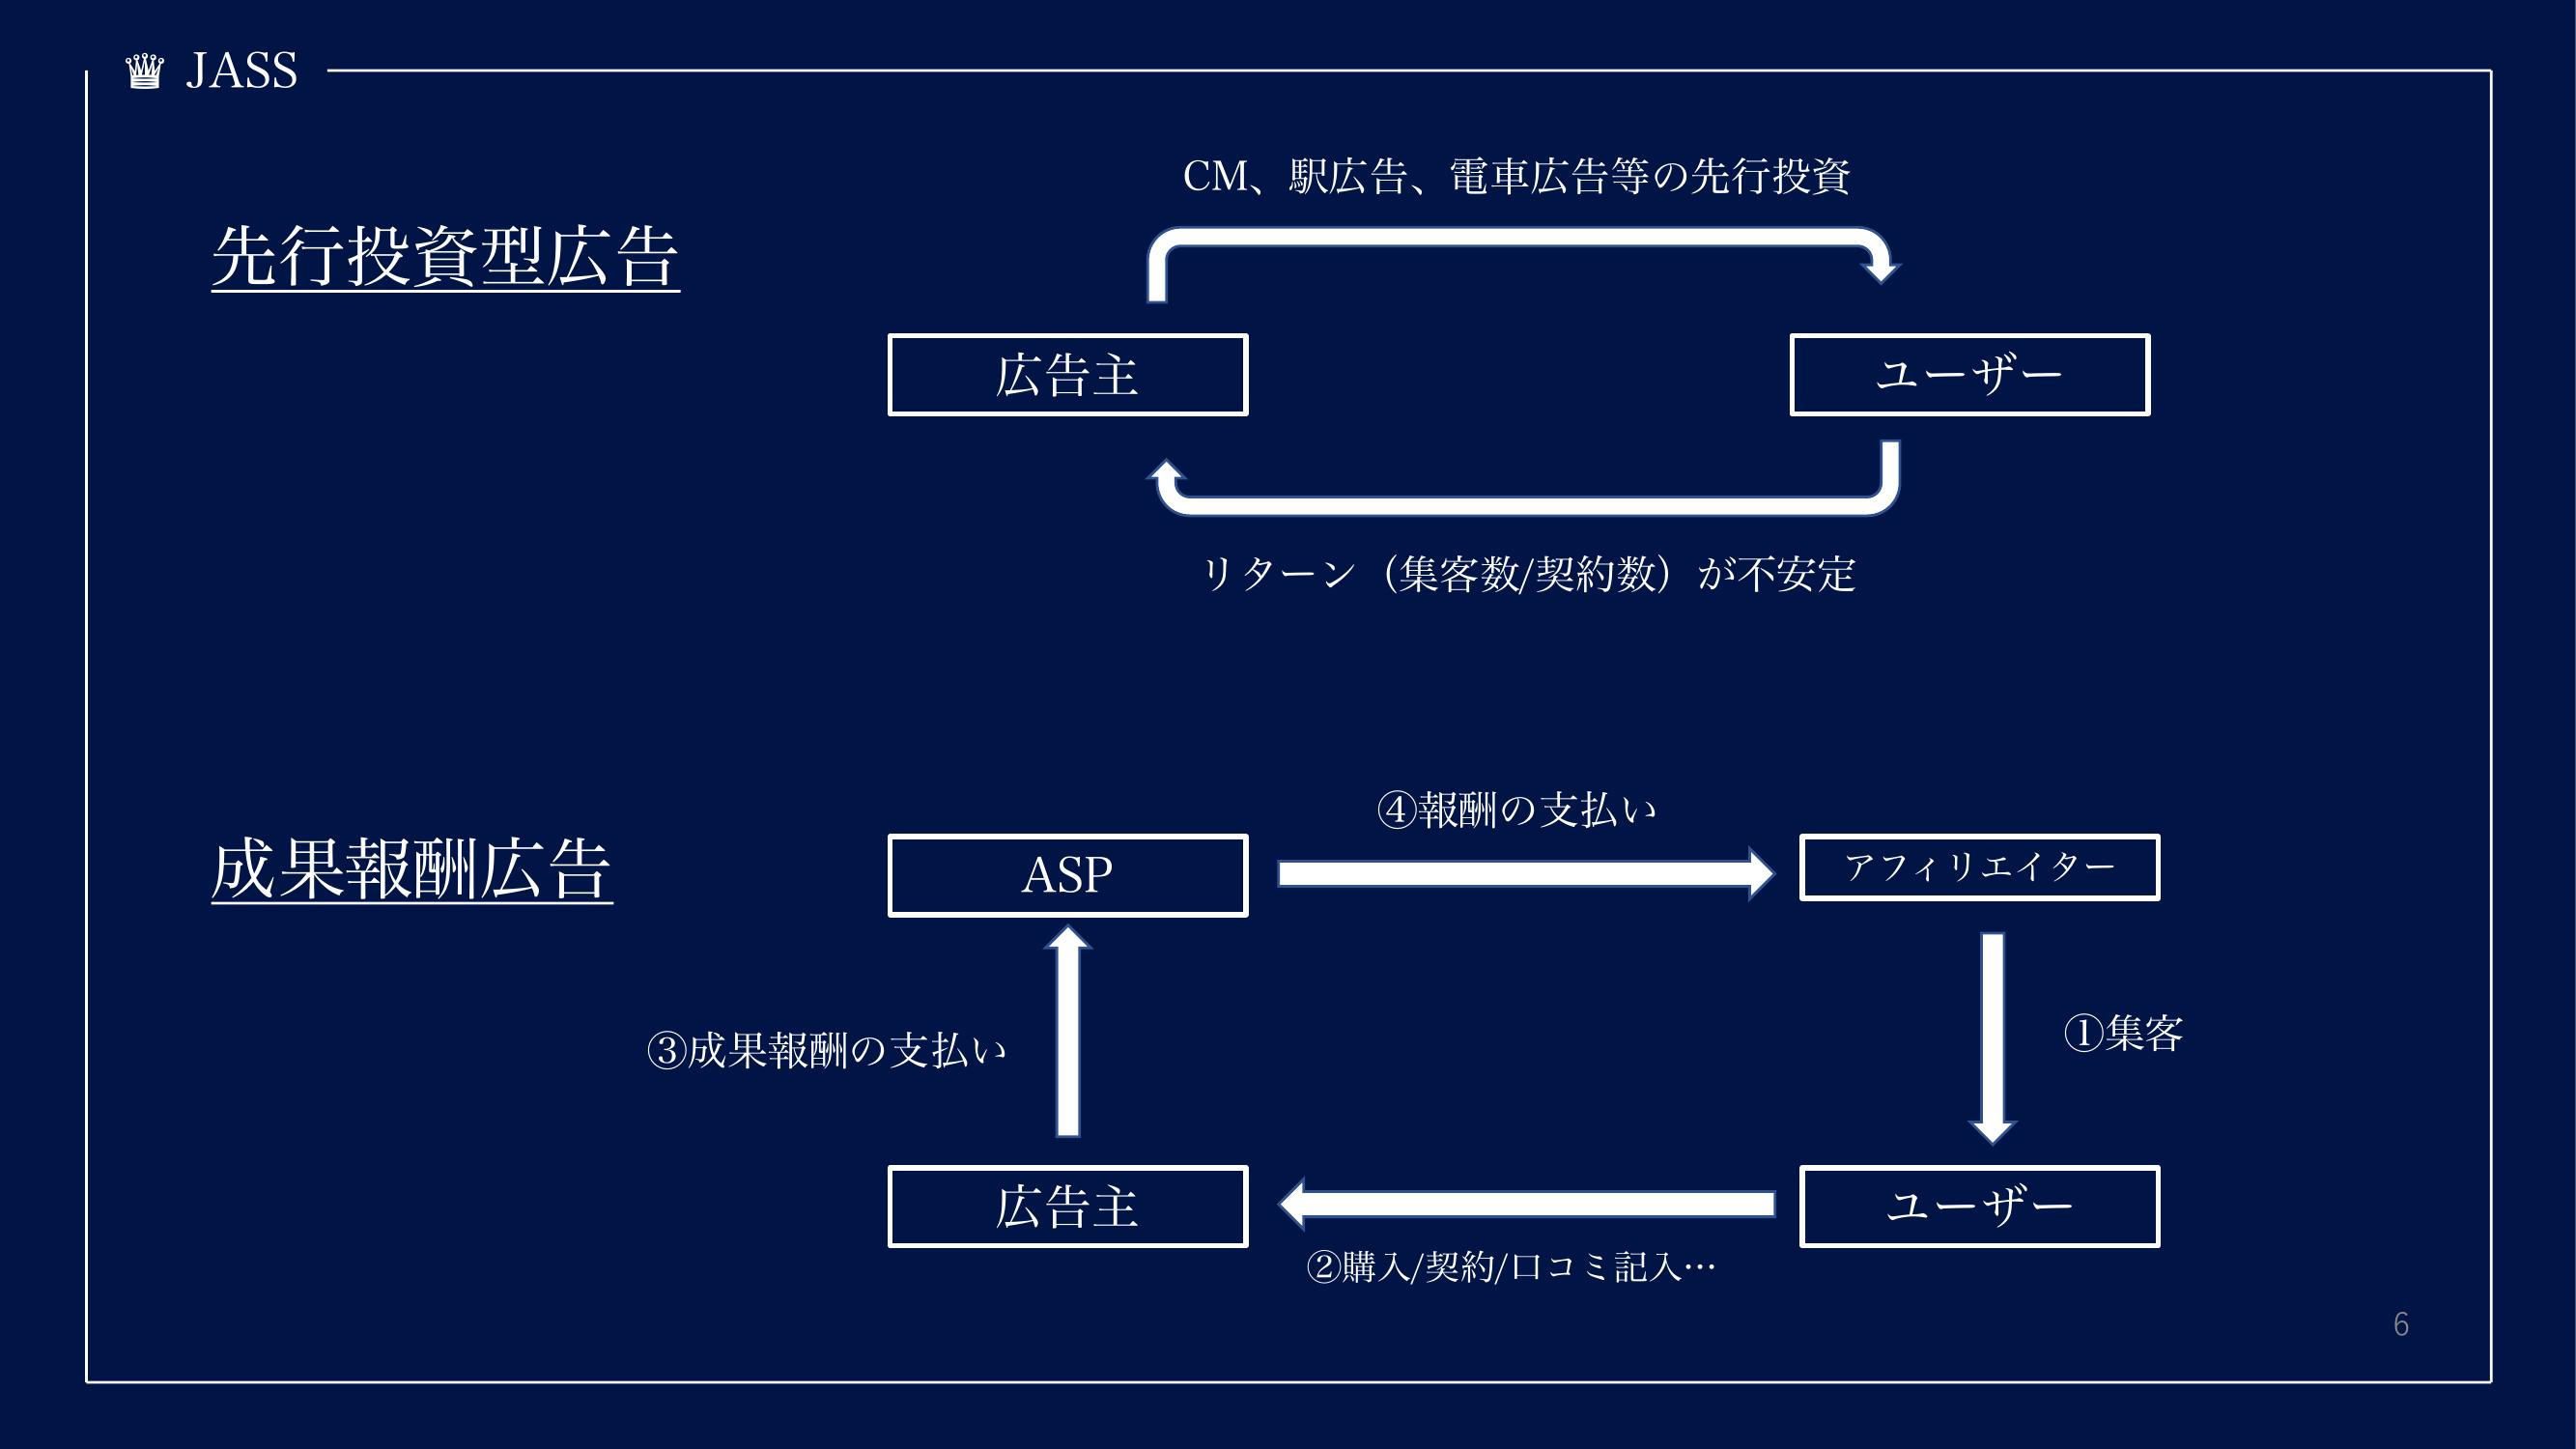 ♛ JASS
CM、駅広告、電車広告等の先行投資
先行投資型広告
広告主
ユーザー
リターン（集客数/契約数）が不安定
④報酬の支払い
成果報酬広告
ASP
アフィリエイター
③成果報酬の支払い
①集客
広告主
ユーザー
②購入/契約/口コミ記入…
6